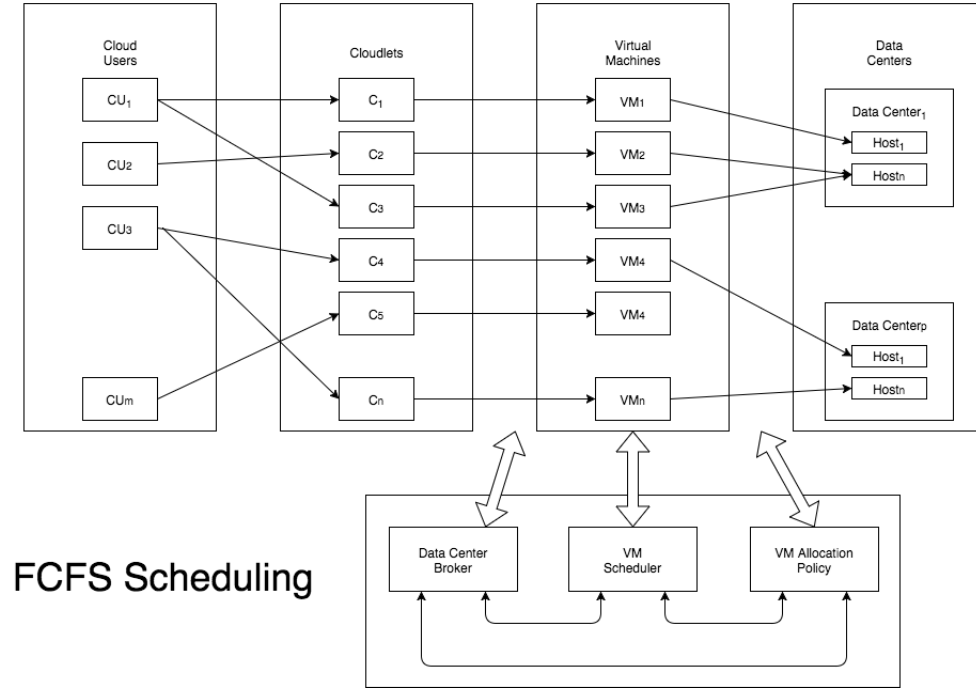 Cloud
Users
CU1
CU2
CU3
CUm
Cloudlets
C1
C2
C3
C4
C5
Cn
Virtual
Machines
VM1
VM2
VM3
VM4
VM4
VMn
Data
Centers
Data Center1
Host1
Hostn
Data Centerp
Host1
Hostn
FCFS Scheduling
Data Center
Broker
VM
Scheduler
VM Allocation
Policy